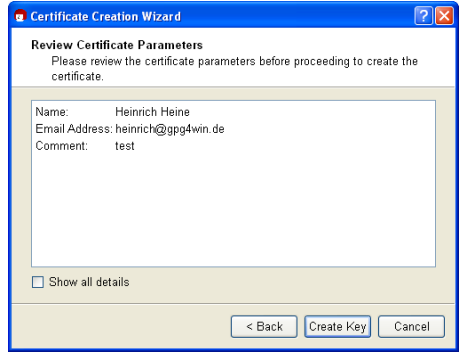 Certificate Creation Wizard
Review Certificate Parameters
Please review the certificate parameters before proceeding to create the
certificate.
Name: Heinrich Heine
Email Address: heinrich@gpg4win.de
Comment: test
Show all details
< Back Create Key Cancel